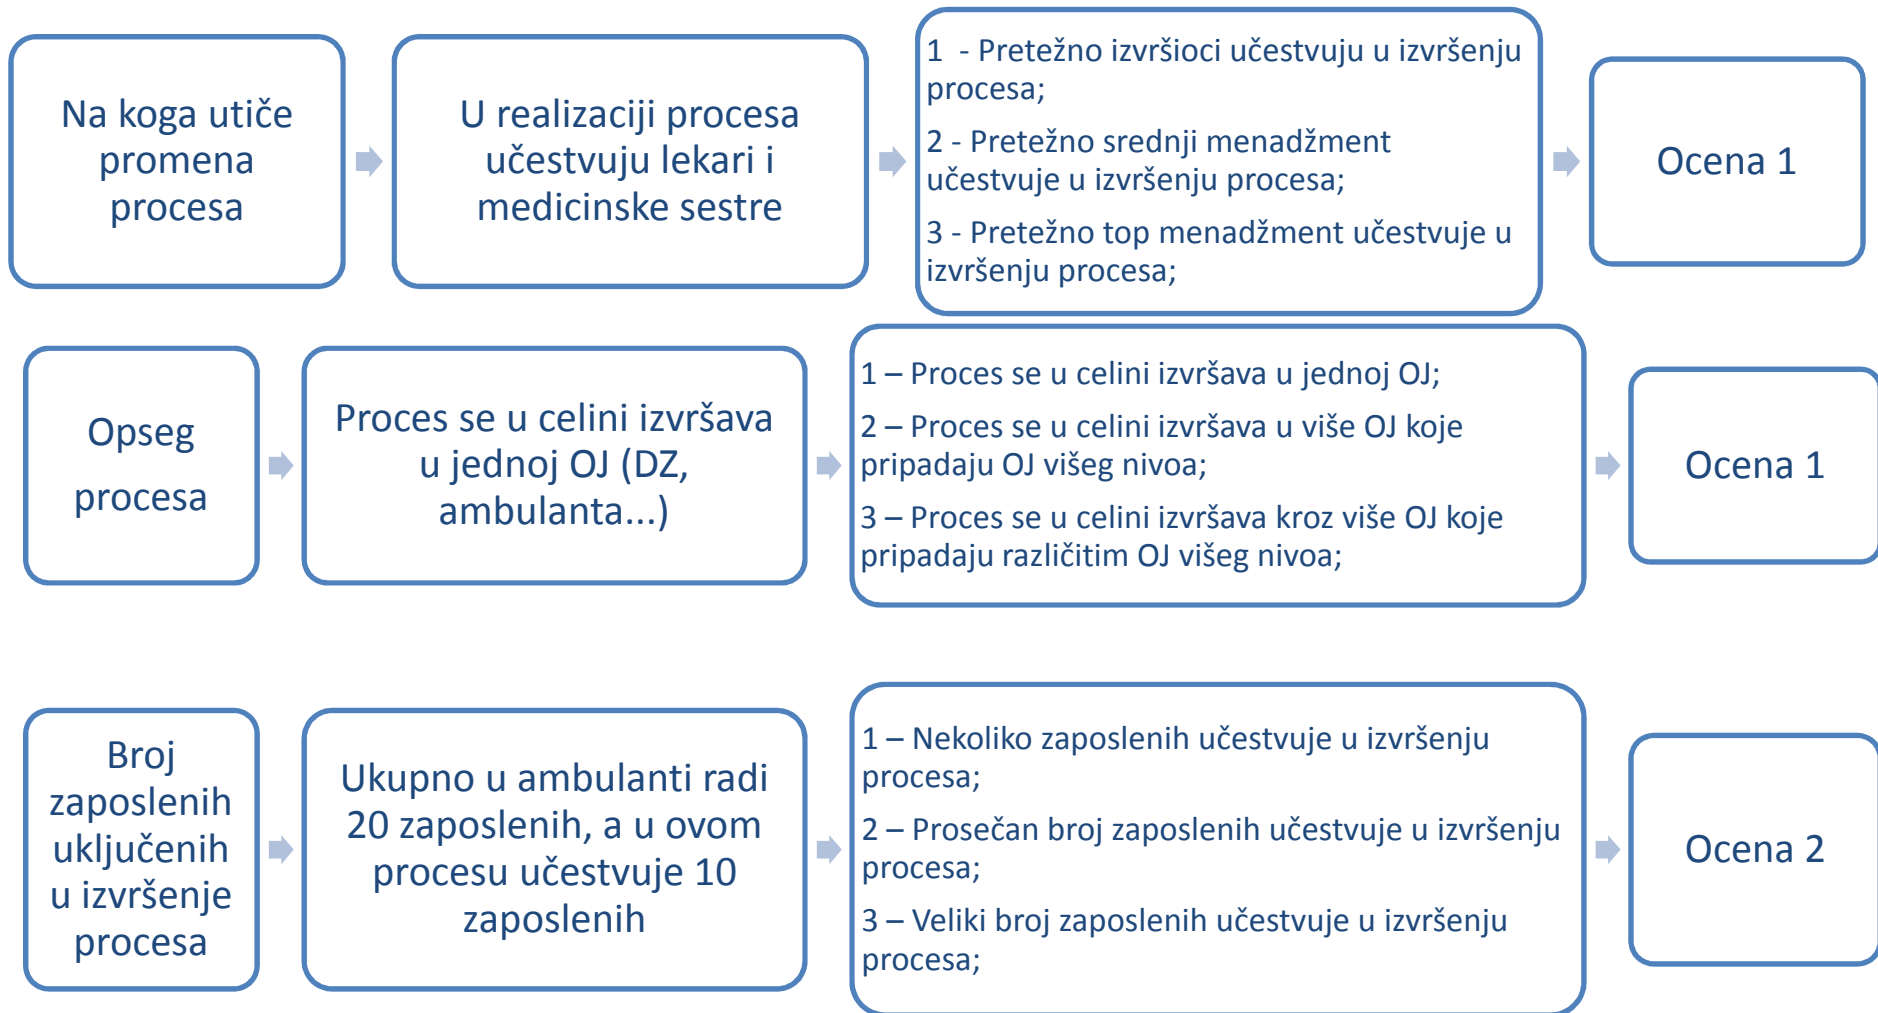 Na koga utiče
promena
procesa
U realizaciji procesa
učestvuju lekari i
medicinske sestre
1  - Pretežno izvršioci učestvuju u izvršenju
procesa;
2 - Pretežno srednji menadžment
učestvuje u izvršenju procesa;
3 - Pretežno top menadžment učestvuje u
izvršenju procesa;
Ocena 1
Opseg
procesa
Proces se u celini izvršava
u jednoj OJ (DZ,
ambulanta...)
1 – Proces se u celini izvršava u jednoj OJ;
2 – Proces se u celini izvršava u više OJ koje
pripadaju OJ višeg nivoa;
3 – Proces se u celini izvršava kroz više OJ koje
pripadaju različitim OJ višeg nivoa;
Ocena 1
Broj
zaposlenih
uključenih
u izvršenje
procesa
Ukupno u ambulanti radi
20 zaposlenih, a u ovom
procesu učestvuje 10
zaposlenih
1 – Nekoliko zaposlenih učestvuje u izvršenju
procesa;
2 – Prosečan broj zaposlenih učestvuje u izvršenju
procesa;
3 – Veliki broj zaposlenih učestvuje u izvršenju
procesa;
Ocena 2